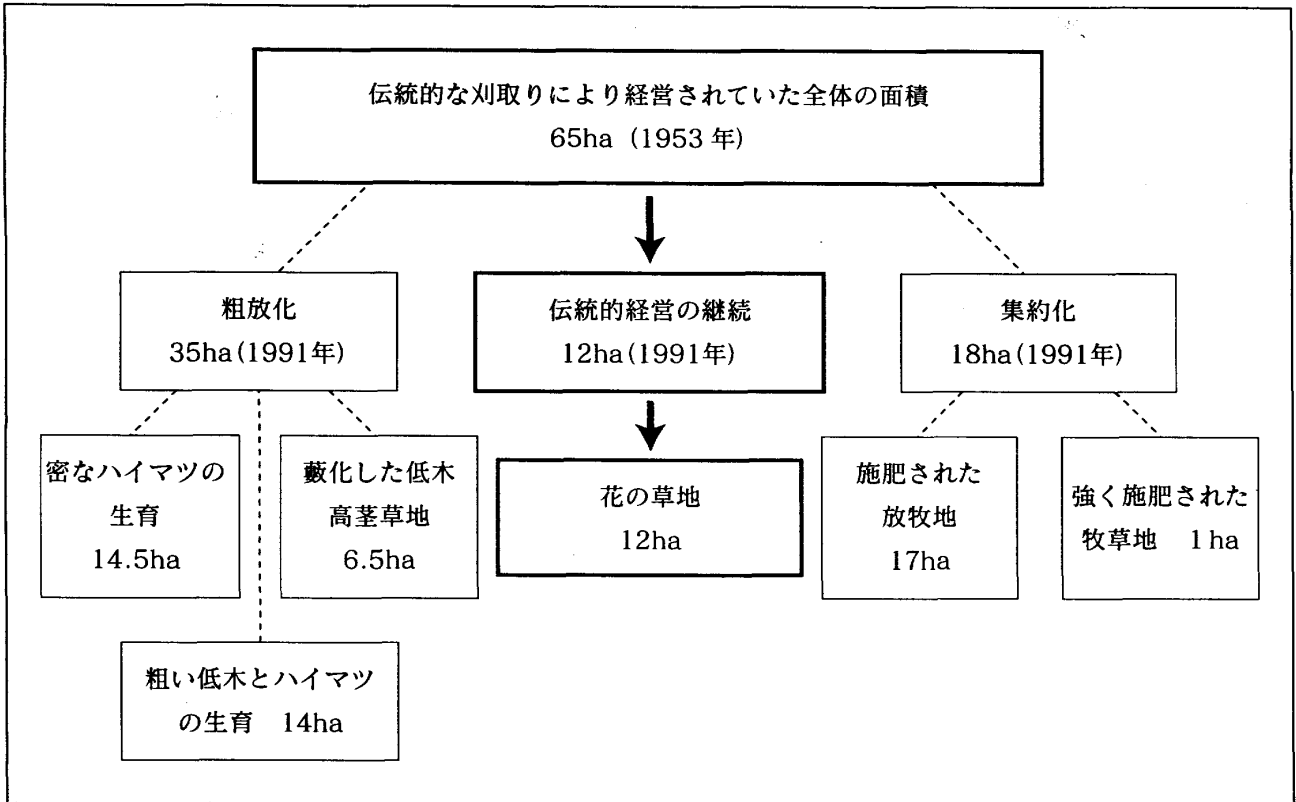 伝統的な刈取りにより経営されていた全体の面積
65ha (1953年)
粗放化
35ha(1991年)
伝統的経営の継続
12ha(1991年)
集約化
18ha(1991年)
密なハイマツの
生育
14.5ha
藪化した低木
高茎草地
6.5ha
花の草地
12ha
施肥された
放牧地
17ha
強く施肥された
牧草地 1ha
粗い低木とハイマツ
の生育 14ha